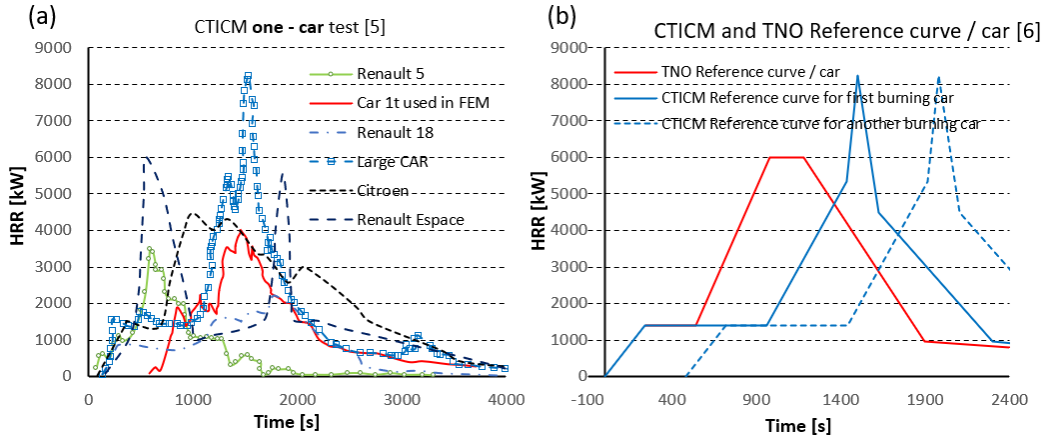 (a)
CTICM one - car test [5]
HRR [kW]
9000
8000
7000
6000
5000
4000
3000
2000
1000
0
Renault 5
Car 1t used in FEM
Renault 18
Large CAR
Citroen
Renault Espace
0 1000 2000 3000 4000
Time [s]
(b)
CTICM and TNO Reference curve / car [6]
HRR [kW]
9000
8000
7000
6000
5000
4000
3000
2000
1000
0
TNO Reference curve / car
CTICM Reference curve for first burning car
CTICM Reference curve for another burning car
-100 400 900 1400 1900 2400
Time [s]